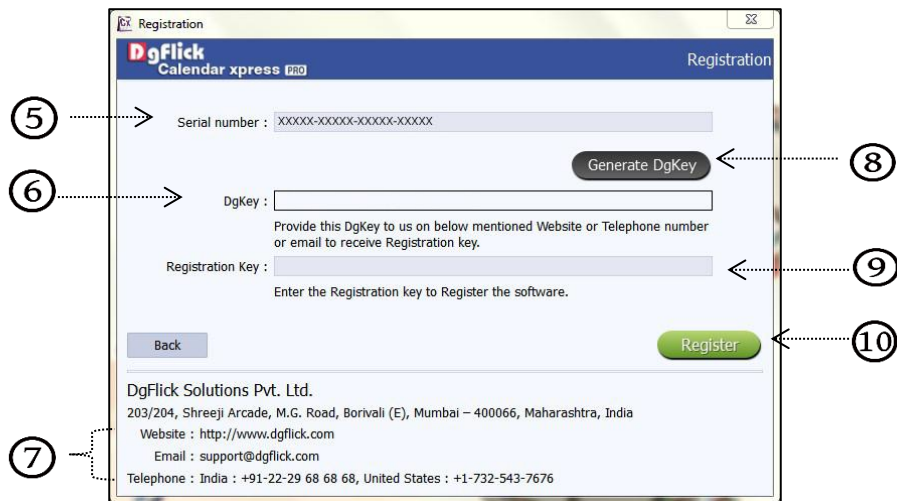 CX Registration
DgFlick
Calendar xpress PRO
Registration
5
Serial number : XXXXX-XXXXX-XXXXX-XXXXX
Generate DgKey
8
6
DgKey :
Provide this DgKey to us on below mentioned Website or Telephone number
or email to receive Registration key.
Registration Key :
9
Enter the Registration key to Register the software.
Back
Register
10
DgFlick Solutions Pvt. Ltd.
203/204, Shreeji Arcade, M.G. Road, Borivali (E), Mumbai – 400066, Maharashtra, India
7
Website : http://www.dgflick.com
Email : support@dgflick.com
Telephone : India : +91-22-29 68 68 68, United States : +1-732-543-7676